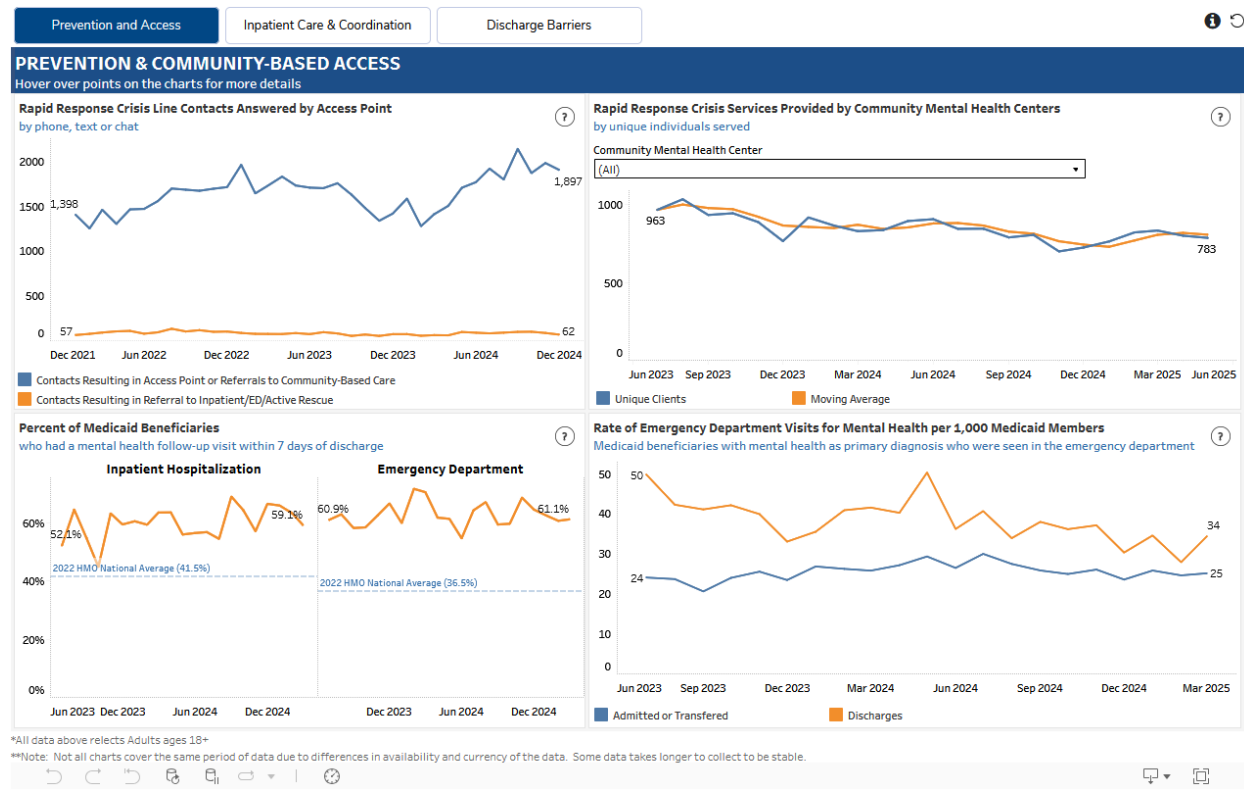 Prevention and Access
Inpatient Care & Coordination
Discharge Barriers
PREVENTION & COMMUNITY-BASED ACCESS
Hover over points on the charts for more details
Rapid Response Crisis Line Contacts Answered by Access Point
by phone, text or chat
?
2000
1500
1000
500
0
1,398
1,897
57
62
Dec 2021 Jun 2022 Dec 2022 Jun 2023 Dec 2023 Jun 2024 Dec 2024
Contacts Resulting in Access Point or Referrals to Community-Based Care
Contacts Resulting in Referral to Inpatient/ED/Active Rescue
Rapid Response Crisis Services Provided by Community Mental Health Centers
by unique individuals served
?
Community Mental Health Center
(All)
1000
500
0
963
783
Jun 2023 Sep 2023 Dec 2023 Mar 2024 Jun 2024 Sep 2024 Dec 2024 Mar 2025 Jun 2025
Unique Clients
Moving Average
Percent of Medicaid Beneficiaries
who had a mental health follow-up visit within 7 days of discharge
?
Inpatient Hospitalization
Emergency Department
60%
40%
20%
0%
52.1%
59.1%
2022 HMO National Average (41.5%)
60.9%
61.1%
2022 HMO National Average (36.5%)
Jun 2023 Dec 2023 Jun 2024 Dec 2024
Dec 2023 Jun 2024 Dec 2024
Rate of Emergency Department Visits for Mental Health per 1,000 Medicaid Members
Medicaid beneficiaries with mental health as primary diagnosis who were seen in the emergency department
?
50
40
30
20
10
0
50
34
24
25
Jun 2023 Sep 2023 Dec 2023 Mar 2024 Jun 2024 Sep 2024 Dec 2024 Mar 2025
Admitted or Transfered
Discharges
*All data above relects Adults ages 18+
**Note: Not all charts cover the same period of data due to differences in availability and currency of the data. Some data takes longer to collect to be stable.